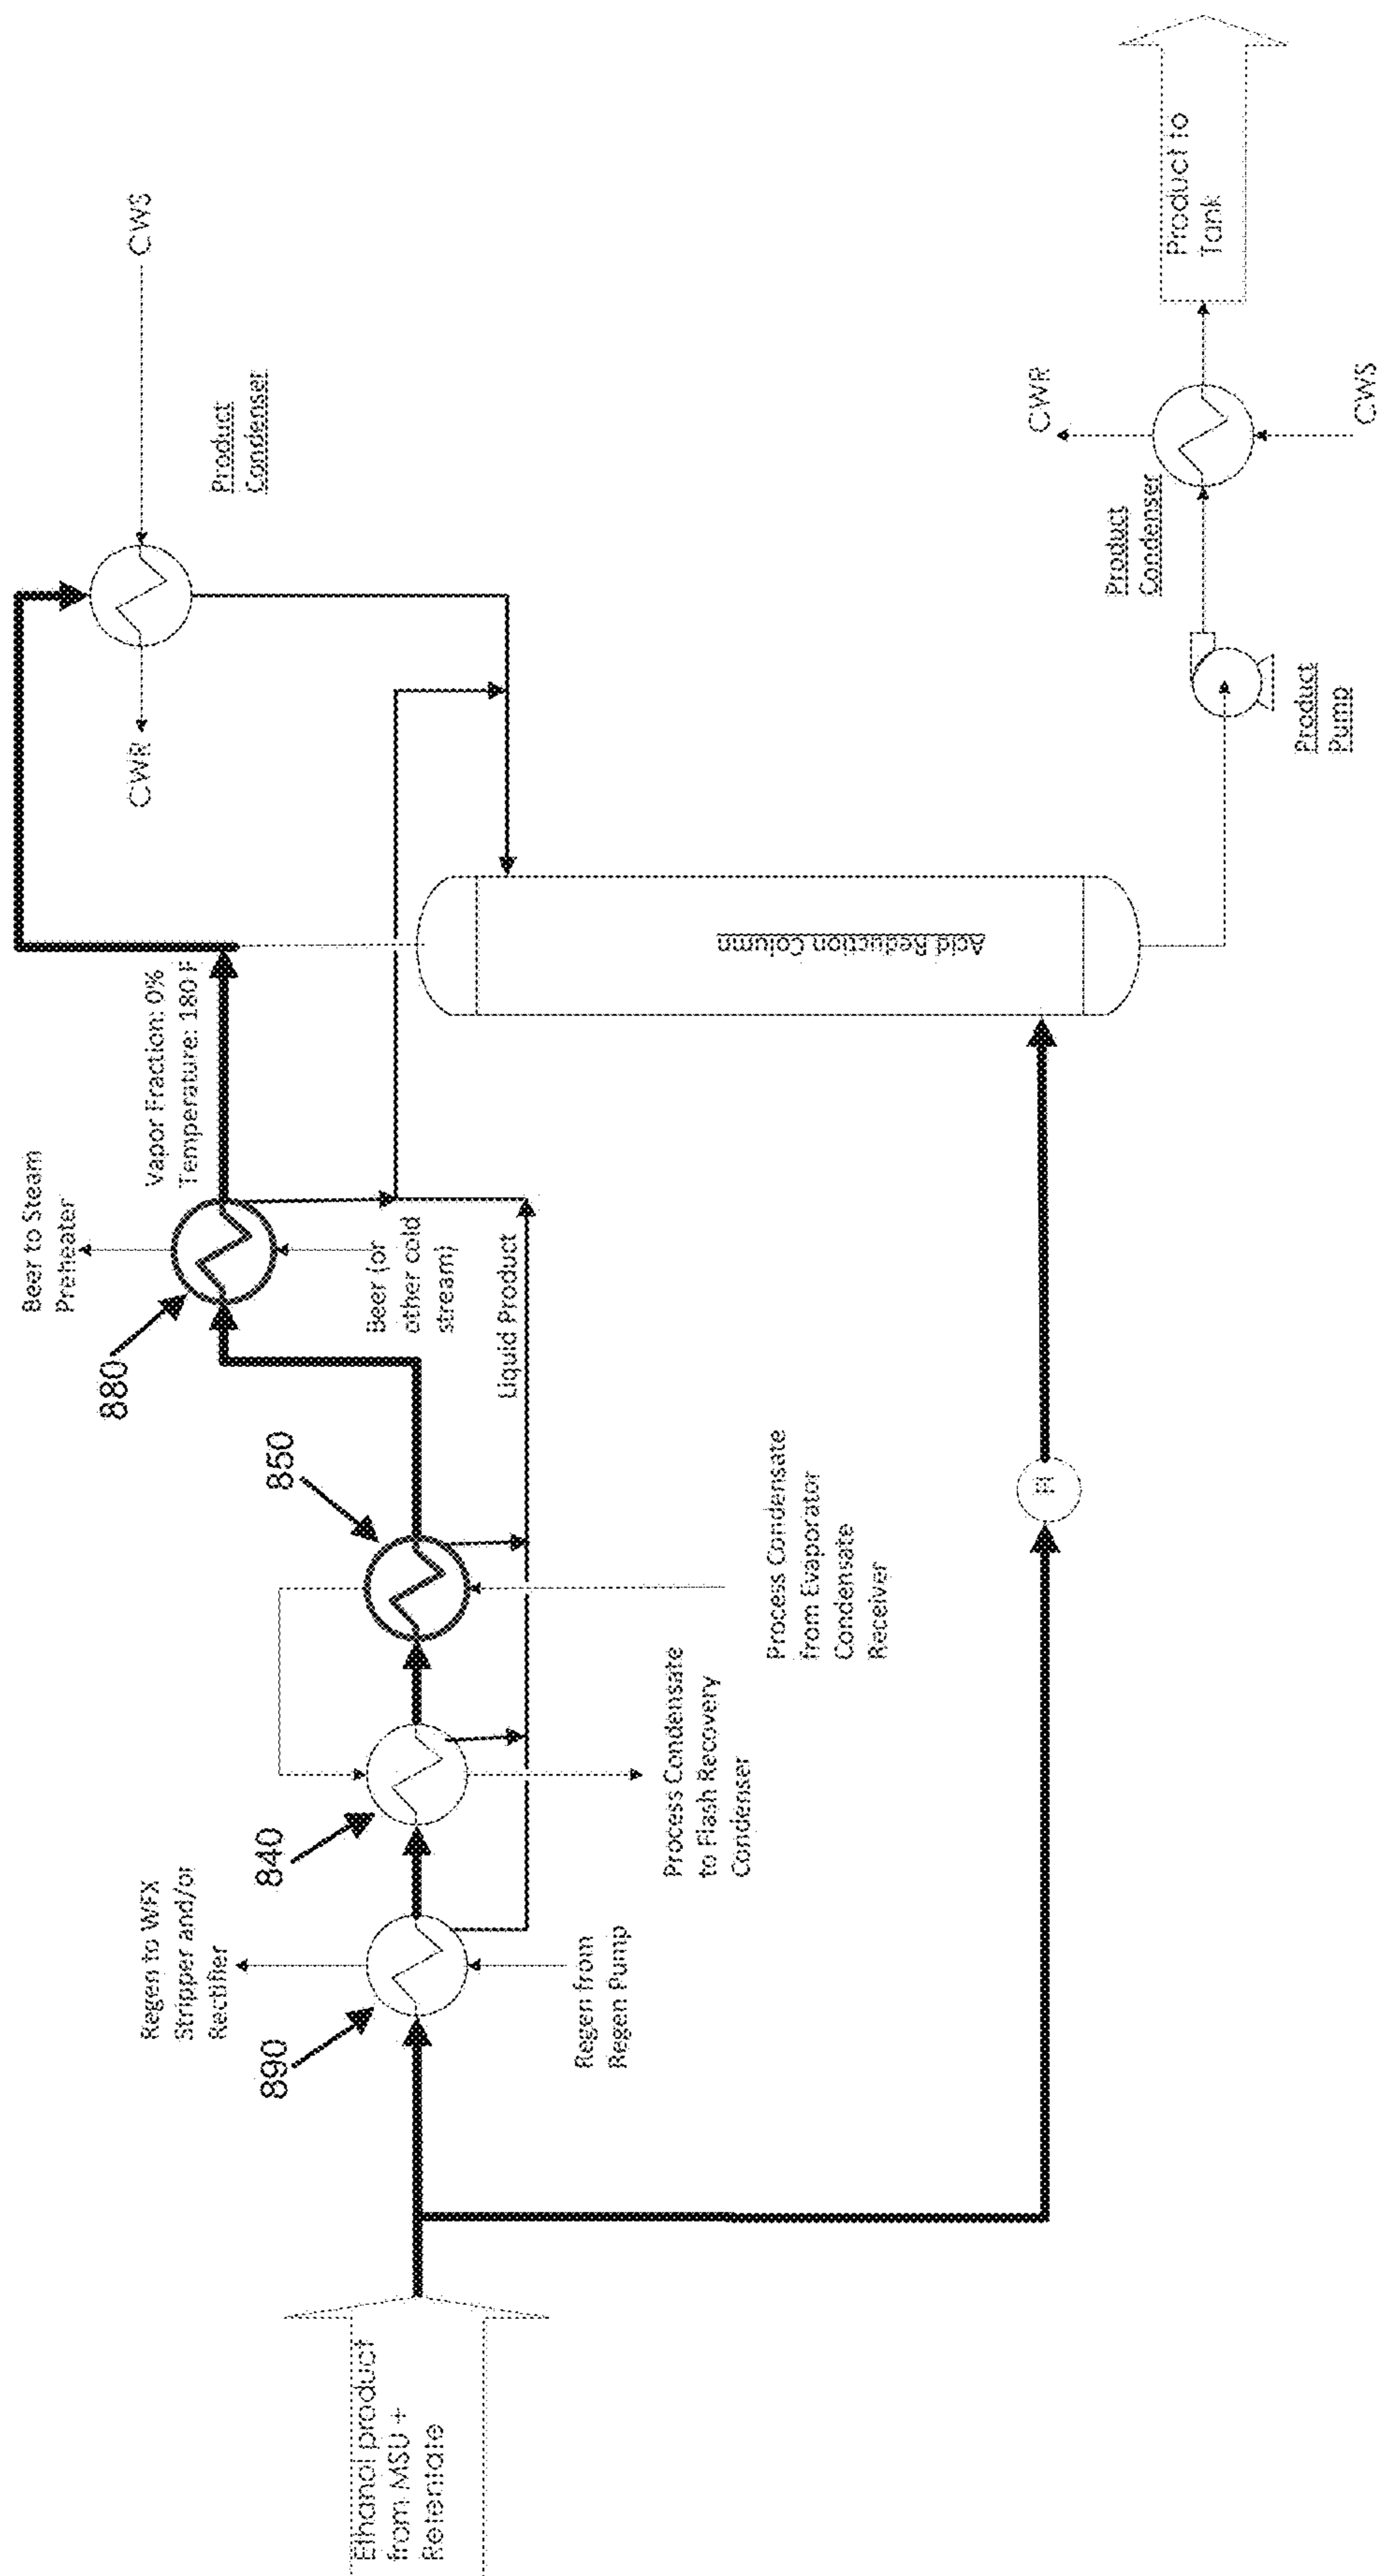 Ethanol product
from MSU +
Retentate
890
Regen to WFX
Stripper and/or
Rectifier
Regen from
Regen Pump
840
Process Condensate
to Flash Recovery
Condenser
850
Process Condensate
from Evaporator
Condensate
Receiver
880
Beer to Steam
Preheater
Beer (or
other cold
stream)
Liquid Product
Vapor Fraction: 0%
Temperature: 180 F
Acid Reduction Column
CWR
CWS
Product
Condenser
Product
Pump
Product
Condenser
CWR
CWS
Product to
Tank